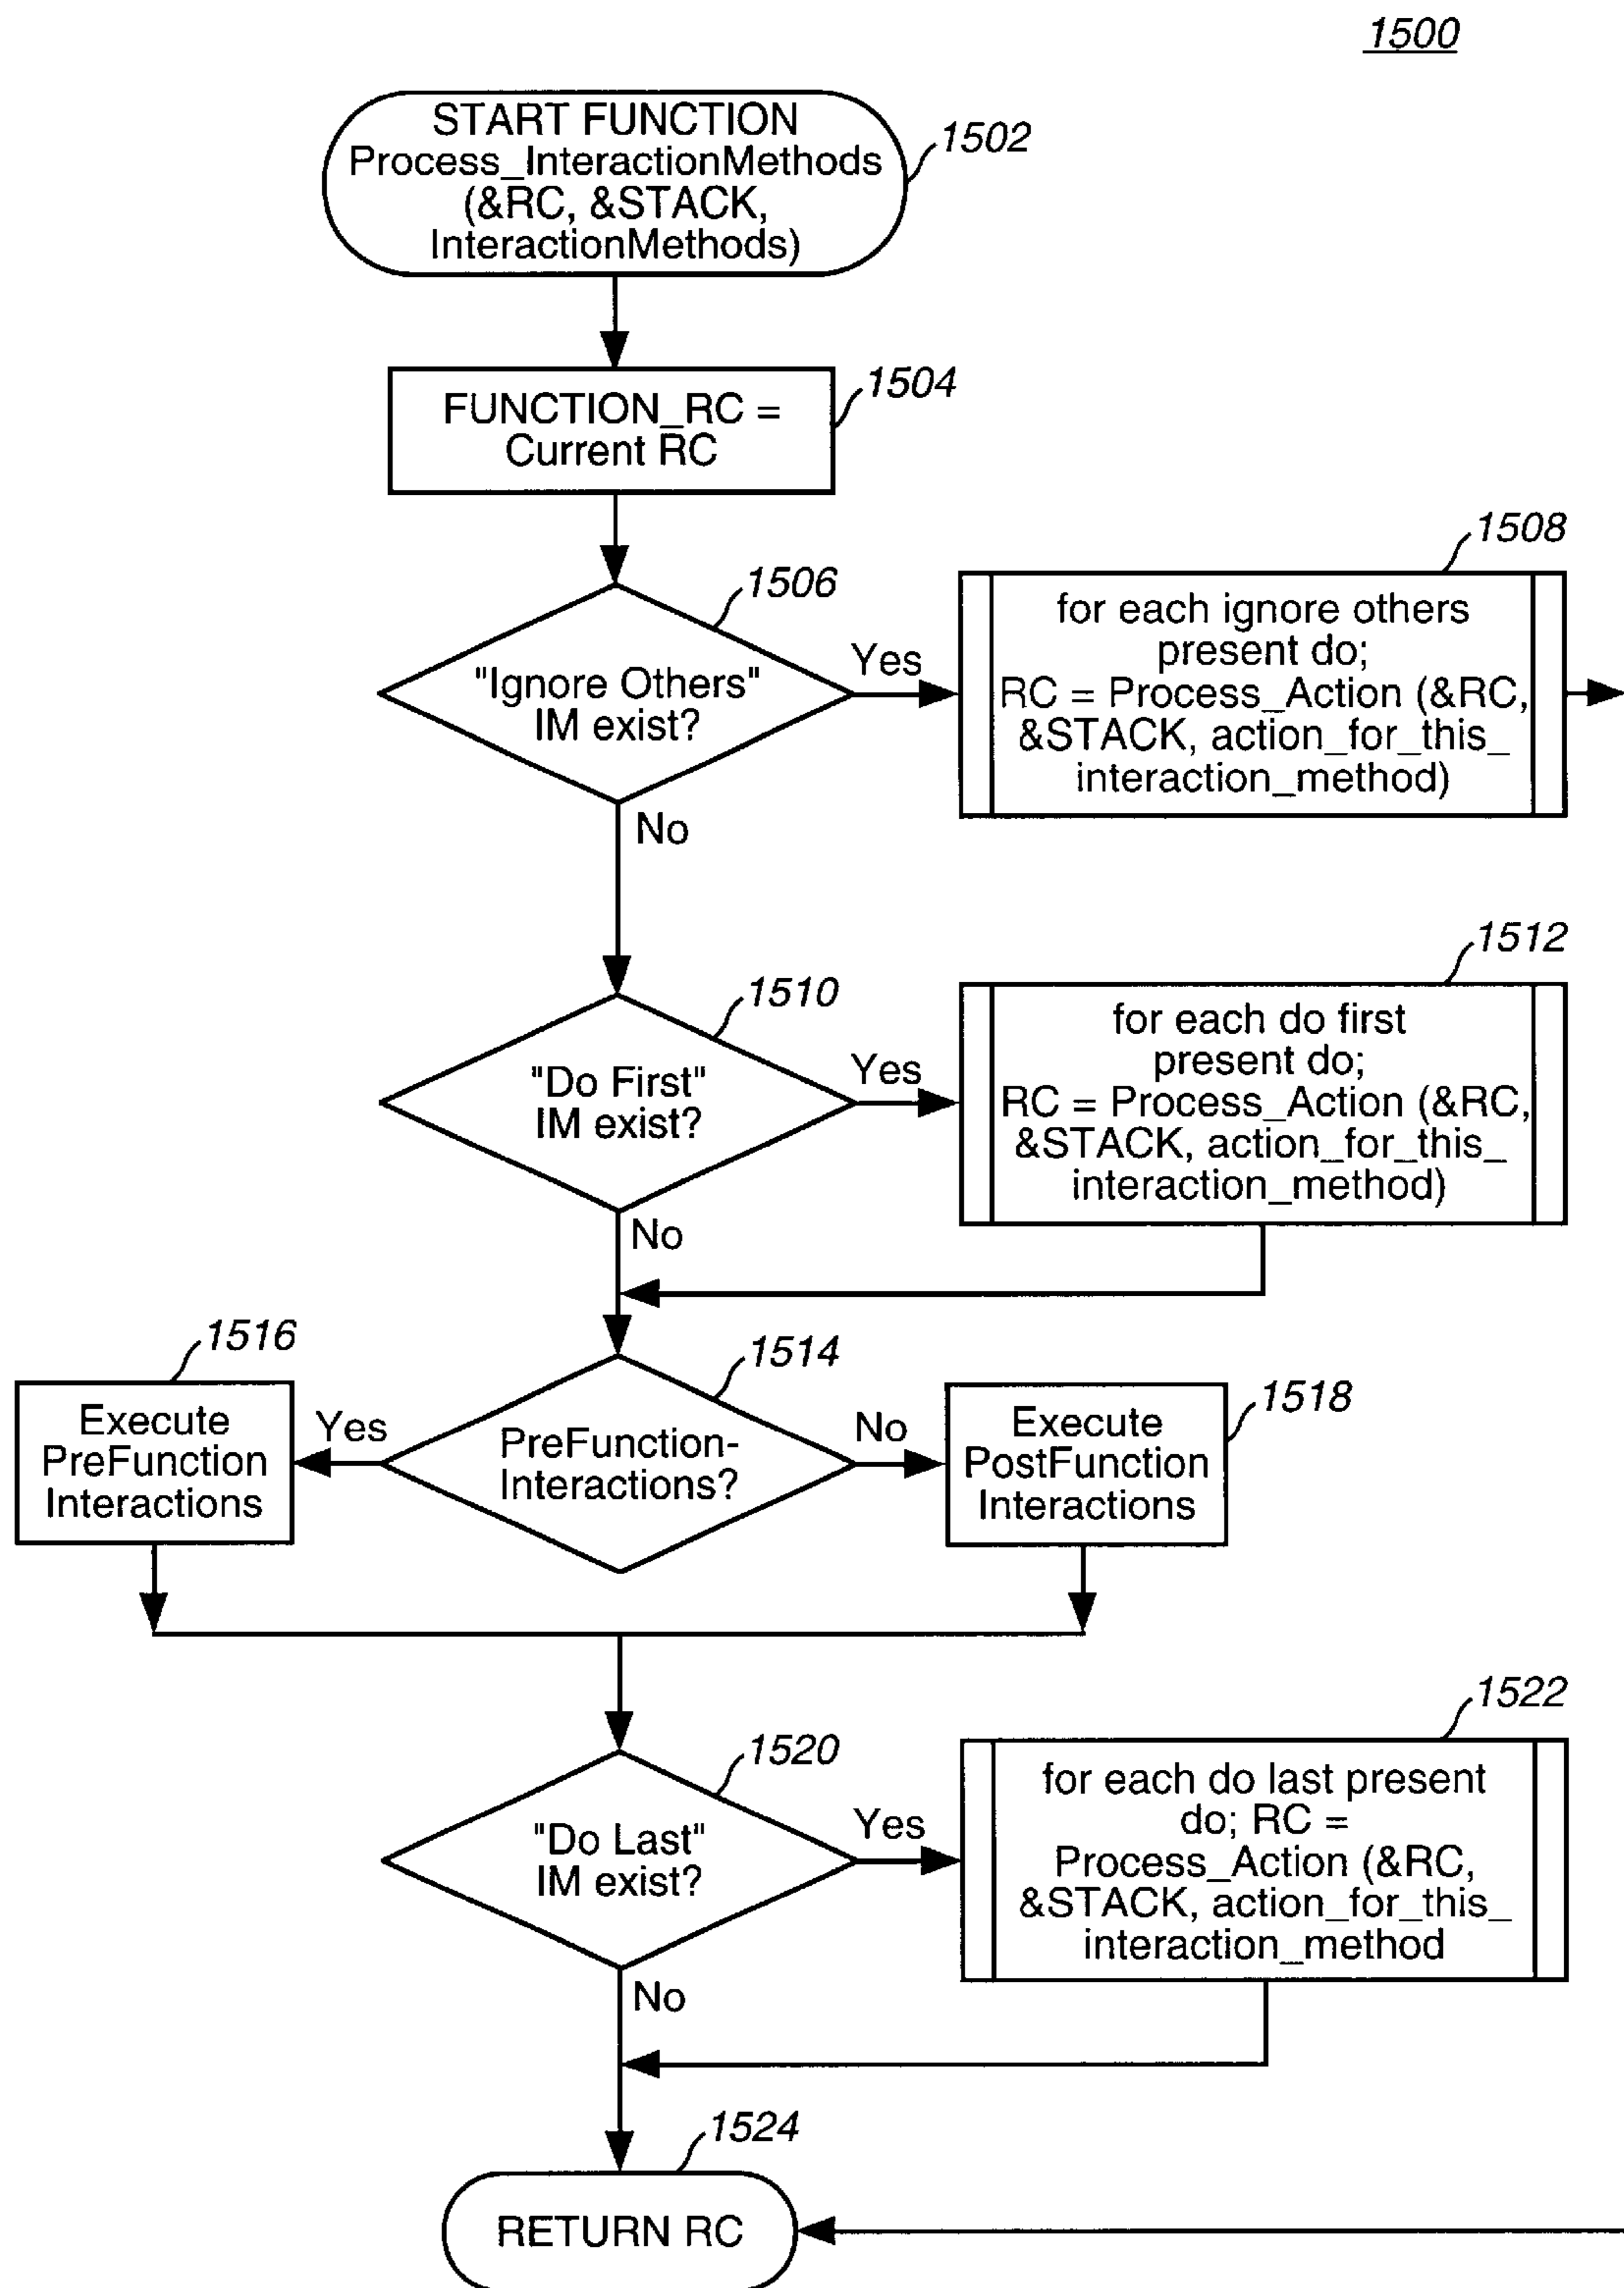 1500
START FUNCTION
Process_InteractionMethods
(&RC, &STACK,
InteractionMethods)
1502
FUNCTION_RC =
Current RC
1504
1506
"Ignore Others"
IM exist?
Yes
No
1508
for each ignore others
present do;
RC = Process_Action (&RC,
&STACK, action_for_this_
interaction_method)
1510
"Do First"
IM exist?
Yes
No
1512
for each do first
present do;
RC = Process_Action (&RC,
&STACK, action_for_this_
interaction_method)
1516
Execute
PreFunction
Interactions
Yes
1514
PreFunction-
Interactions?
No
1518
Execute
PostFunction
Interactions
1520
"Do Last"
IM exist?
Yes
No
1522
for each do last present
do; RC =
Process_Action (&RC,
&STACK, action_for_this_
interaction_method
1524
RETURN RC